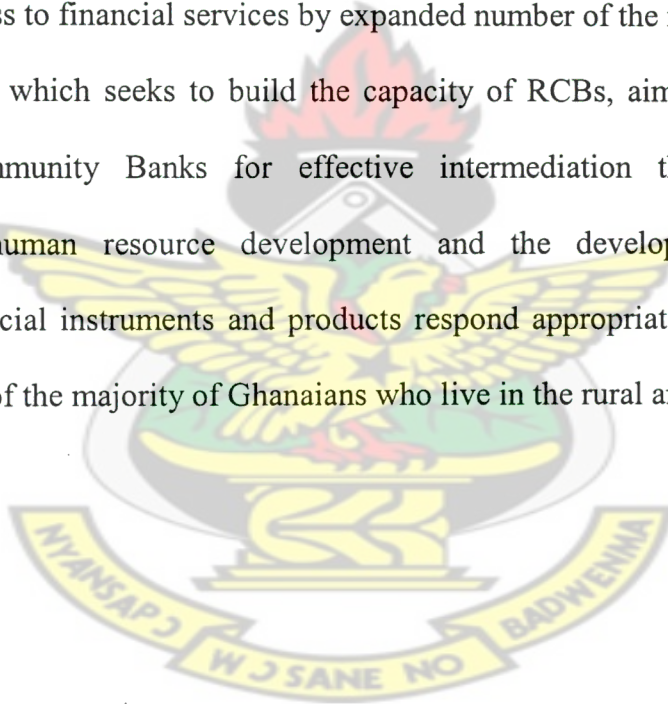 ss to financial services by expanded number of the
which seeks to build the capacity of RCBs, aim
mmunity Banks for effective intermediation t
human resource development and the develop
cial instruments and products respond appropriat
of the majority of Ghanaians who live in the rural a
NYANSAPƆ
WƆSANE NO
BADWENMA